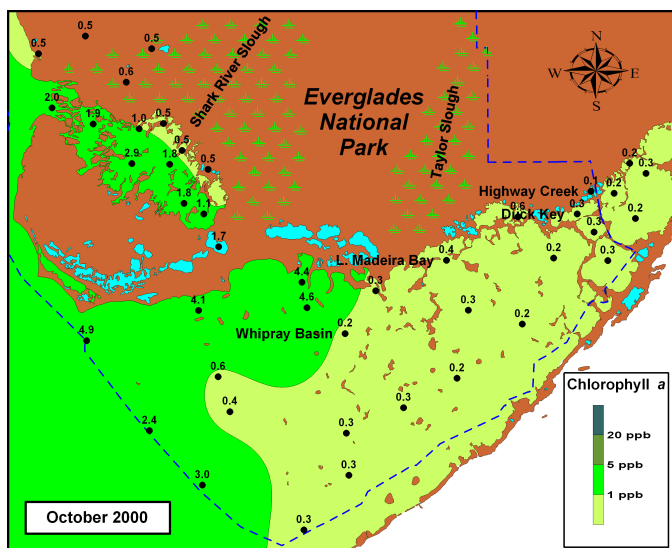 0.5
0.5
0.5
0.6
Shark River Slough
N
W
E
S
Everglades
National
Park
Taylor Slough
2.0
1.9
1.0
0.5
0.5
2.9
1.8
0.5
1.8
1.1
1.7
0.2
0.3
0.2
0.1
0.2
Highway Creek
0.6
0.3
Duck Key
0.3
0.3
0.2
0.4
L. Madeira Bay
4.4
0.3
4.1
4.6
0.3
0.2
Whipray Basin
0.2
4.9
0.6
0.2
0.4
0.3
0.3
2.4
0.3
3.0
0.3
Chlorophyll a
20 ppb
5 ppb
1 ppb
October 2000